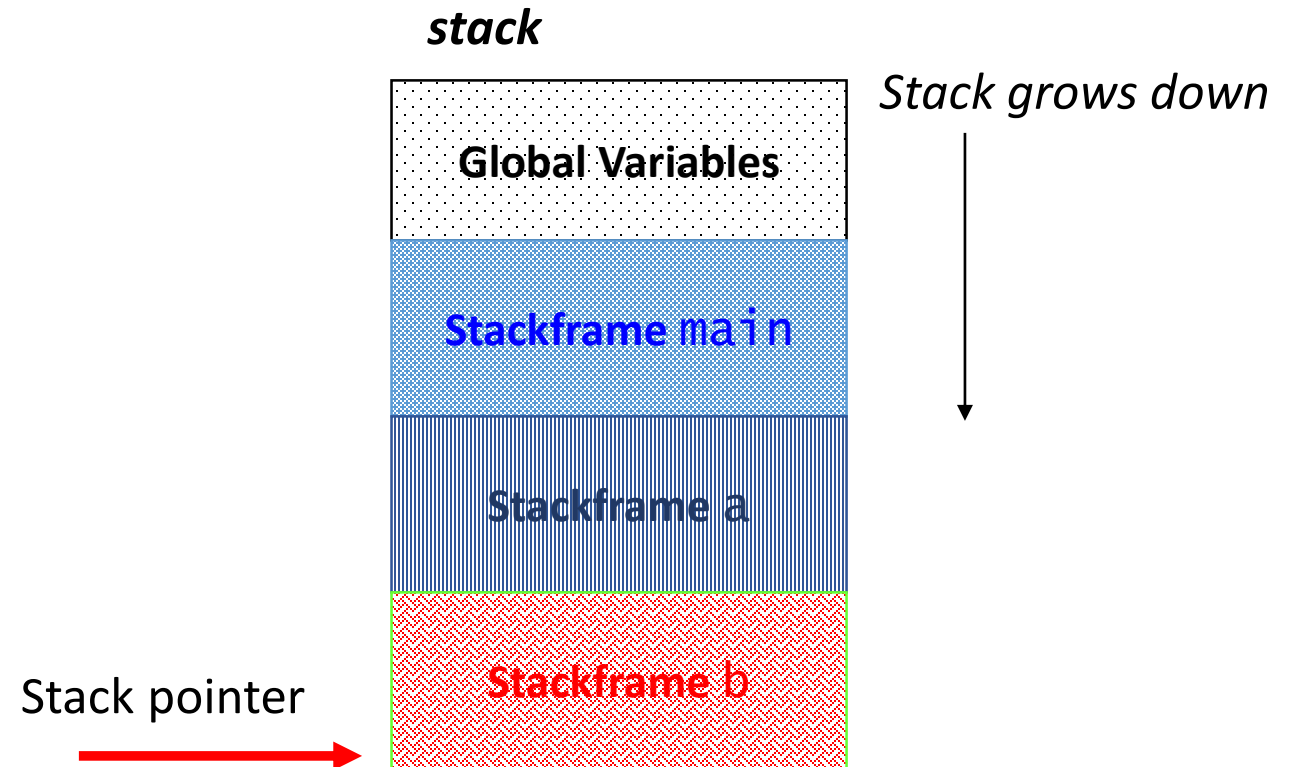 stack
Stack grows down
Global Variables
Stackframe main
Stackframe a
Stackframe b
Stack pointer